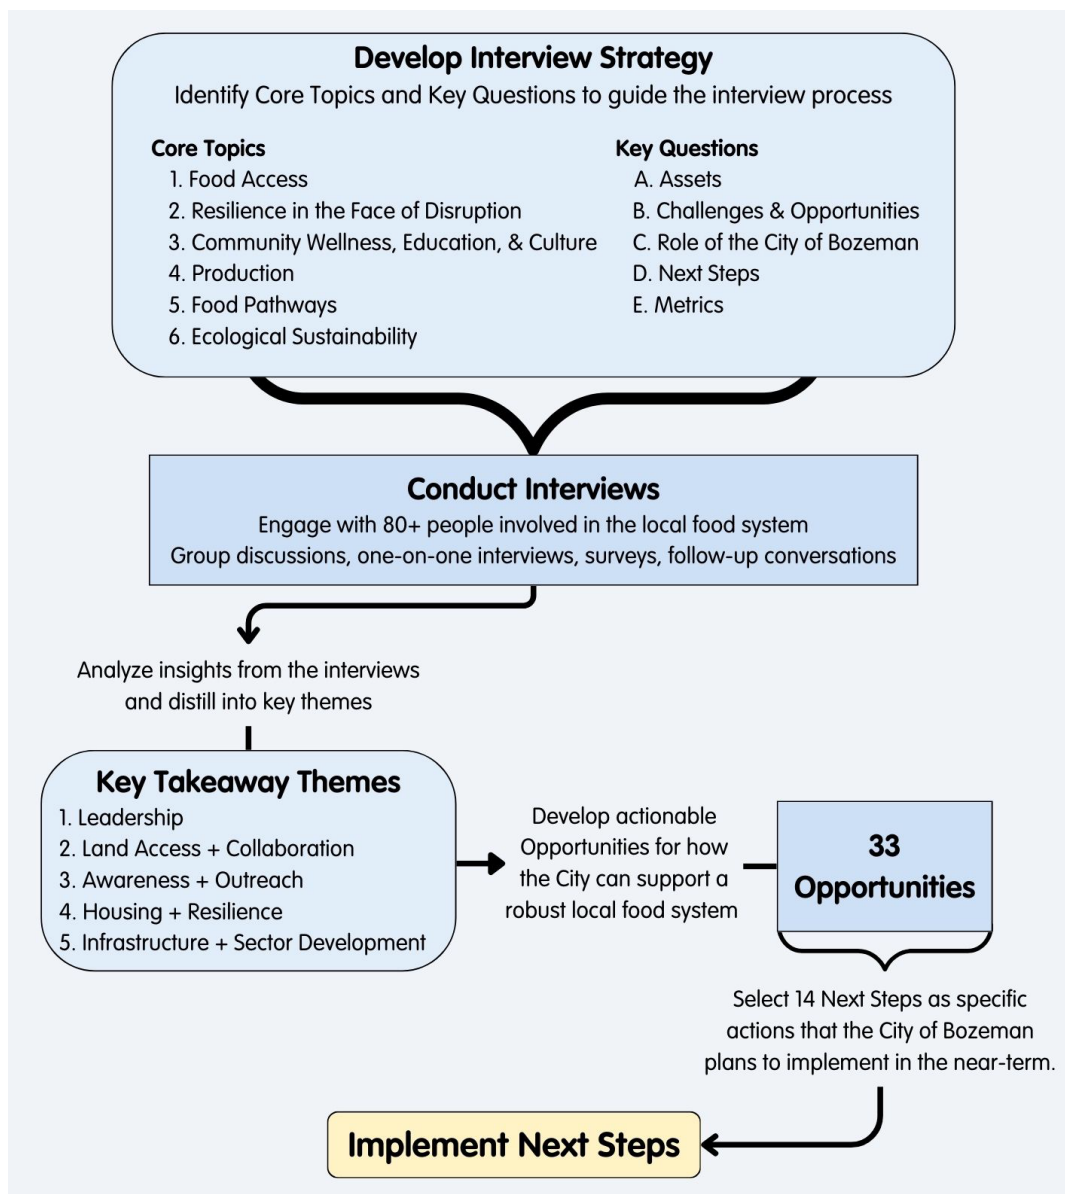 Develop Interview Strategy
Identify Core Topics and Key Questions to guide the interview process
Core Topics
1. Food Access
2. Resilience in the Face of Disruption
3. Community Wellness, Education, & Culture
4. Production
5. Food Pathways
6. Ecological Sustainability
Key Questions
A. Assets
B. Challenges & Opportunities
C. Role of the City of Bozeman
D. Next Steps
E. Metrics
Conduct Interviews
Engage with 80+ people involved in the local food system
Group discussions, one-on-one interviews, surveys, follow-up conversations
Analyze insights from the interviews
and distill into key themes
Key Takeaway Themes
1. Leadership
2. Land Access + Collaboration
3. Awareness + Outreach
4. Housing + Resilience
5. Infrastructure + Sector Development
Develop actionable
Opportunities for how
the City can support a
robust local food system
33
Opportunities
Select 14 Next Steps as specific
actions that the City of Bozeman
plans to implement in the near-term.
Implement Next Steps